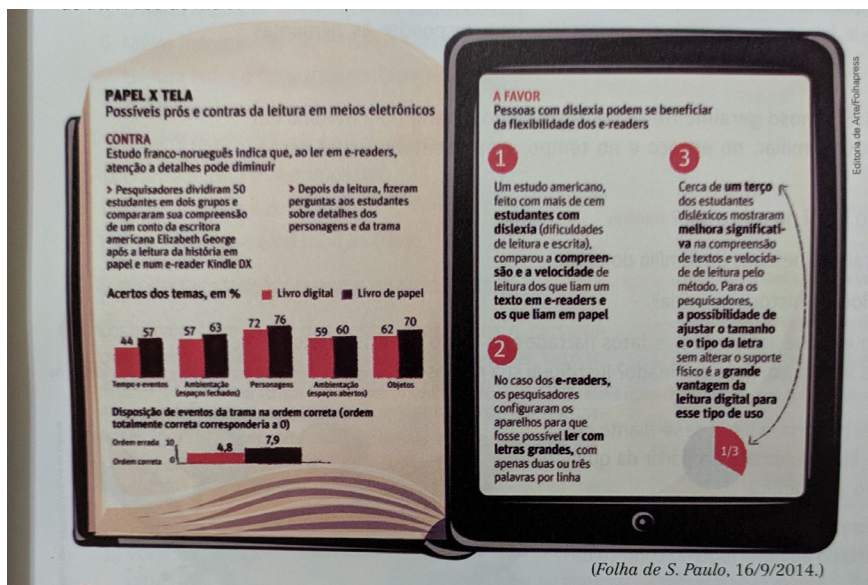 PAPEL X TELA
Possíveis prós e contras da leitura em meios eletrônicos
CONTRA
Estudo franco-norueguês indica que, ao ler em e-readers,
atenção a detalhes pode diminuir
> Pesquisadores dividiram 50
estudantes em dois grupos e
compararam sua compreensão
de um conto da escritora
americana Elizabeth George
após a leitura da história em
papel e num e-reader Kindle DX
> Depois da leitura, fizeram
perguntas aos estudantes
sobre detalhes dos
personagens e da trama
Acertos dos temas, em %
Livro digital
Livro de papel
44 57
57 63
72 76
59 60
62 70
Tempo e eventos
Ambientação
(espaços fechados)
Personagens
Ambientação
(espaços abertos)
Objetos
Disposição de eventos da trama na ordem correta (ordem
totalmente correta corresponderia a 0)
Ordem errada 10
Ordem correta 0
4,8
7,9
A FAVOR
Pessoas com dislexia podem se beneficiar
da flexibilidade dos e-readers
1
Um estudo americano,
feito com mais de cem
estudantes com
dislexia (dificuldades
de leitura e escrita),
comparou a compreen-
são e a velocidade de
leitura dos que liam um
texto em e-readers e
os que liam em papel
2
No caso dos e-readers,
os pesquisadores
configuraram os
aparelhos para que
fosse possível ler com
letras grandes, com
apenas duas ou três
palavras por linha
3
Cerca de um terço
dos estudantes
disléxicos mostraram
melhora significati-
va na compreensão
de textos e velocida-
de de leitura pelo
método. Para os
pesquisadores,
a possibilidade de
ajustar o tamanho
e o tipo da letra
sem alterar o suporte
físico é a grande
vantagem da
leitura digital para
esse tipo de uso
1/3
Editoria de Arte/Folhapress
(Folha de S. Paulo, 16/9/2014.)